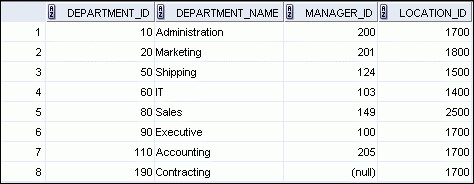 DEPARTMENT_ID DEPARTMENT_NAME MANAGER_ID LOCATION_ID
1 10 Administration 200 1700
2 20 Marketing 201 1800
3 50 Shipping 124 1500
4 60 IT 103 1400
5 80 Sales 149 2500
6 90 Executive 100 1700
7 110 Accounting 205 1700
8 190 Contracting (null) 1700